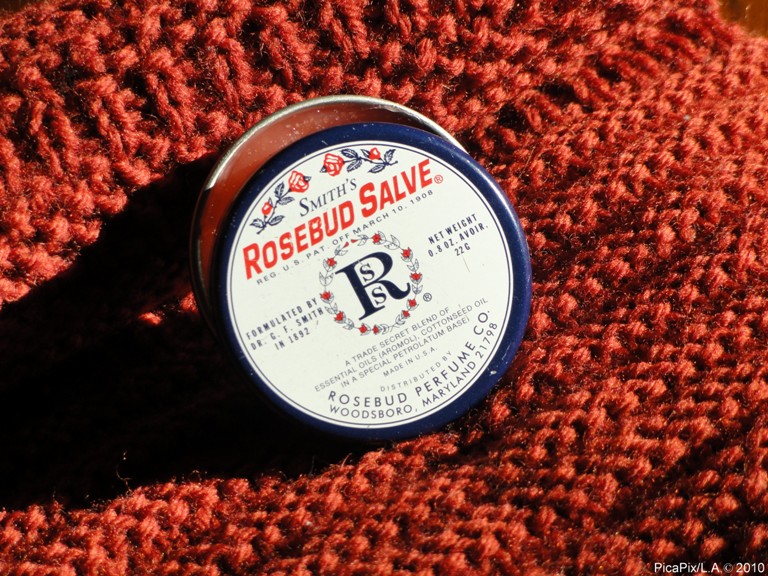 SMITH'S
ROSEBUD SALVE®
REG. U.S. PAT. OFF MARCH 10, 1908
NET WEIGHT
0.8 OZ. AVOIR.
22G
RSS®
FORMULATED BY
DR. G. F. SMITH
IN 1892
A TRADE SECRET BLEND OF
ESSENTIAL OILS (AROMOL), COTTONSEED OIL
IN A SPECIAL PETROLATUM BASE
MADE IN U.S.A.
DISTRIBUTED BY
ROSEBUD PERFUME CO.
WOODSBORO, MARYLAND 21798
PicaPix/L.A © 2010